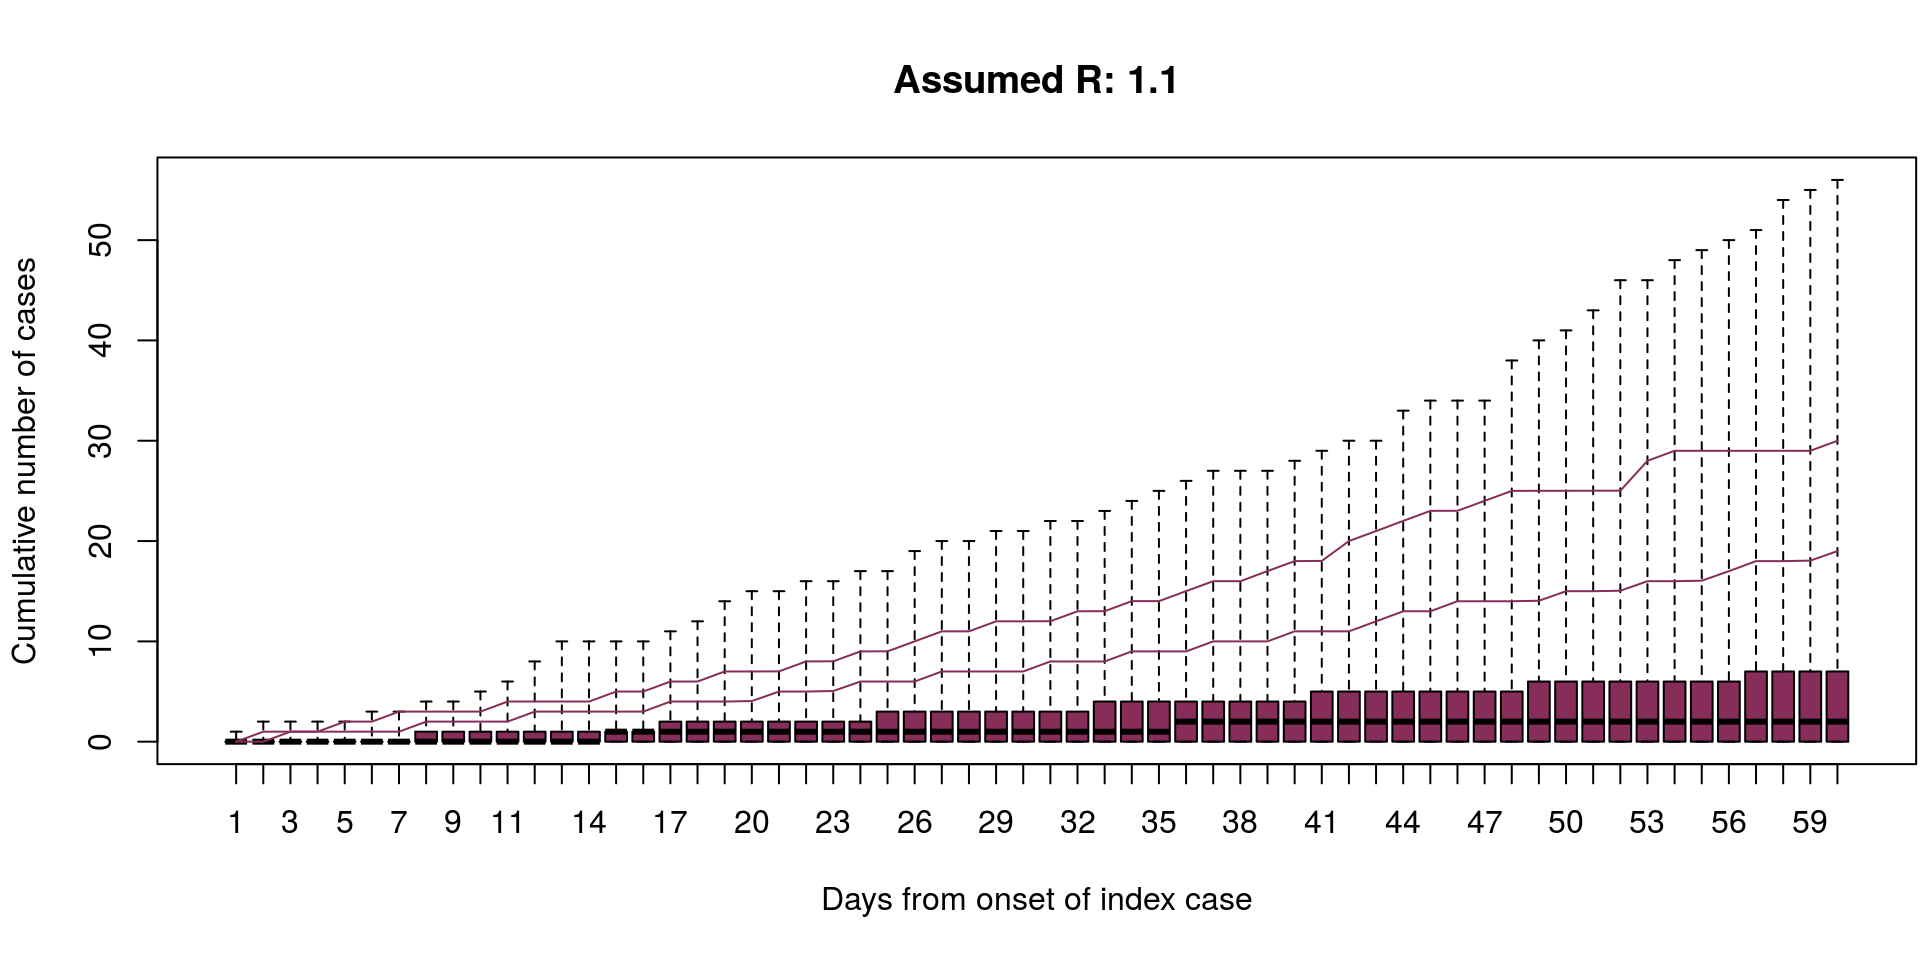 Assumed R: 1.1
Cumulative number of cases
50
40
30
20
10
0
1 3 5 7 9 11 14 17 20 23 26 29 32 35 38 41 44 47 50 53 56 59
Days from onset of index case